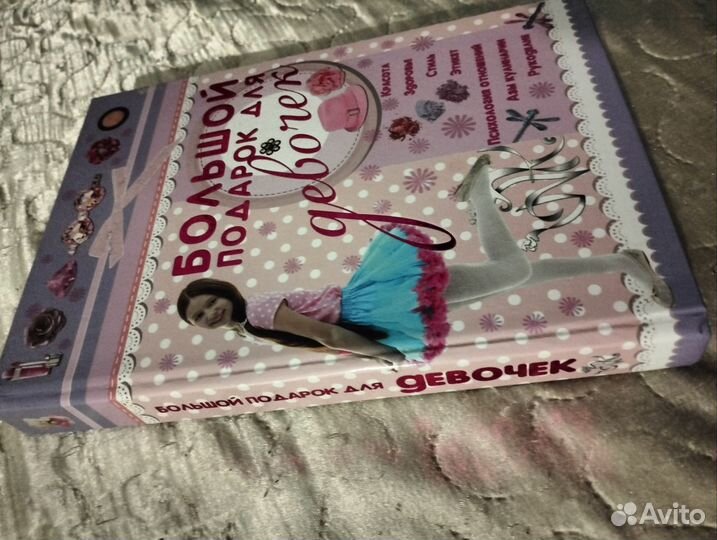 БОЛЬШОЙ
ПОДАРОК ДЛЯ
девочек
Красота
Здоровье
Стиль
Этикет
Психология отношений
Азы кулинарии
Рукоделие
БОЛЬШОЙ ПОДАРОК ДЛЯ ДЕВОЧЕК
Avito